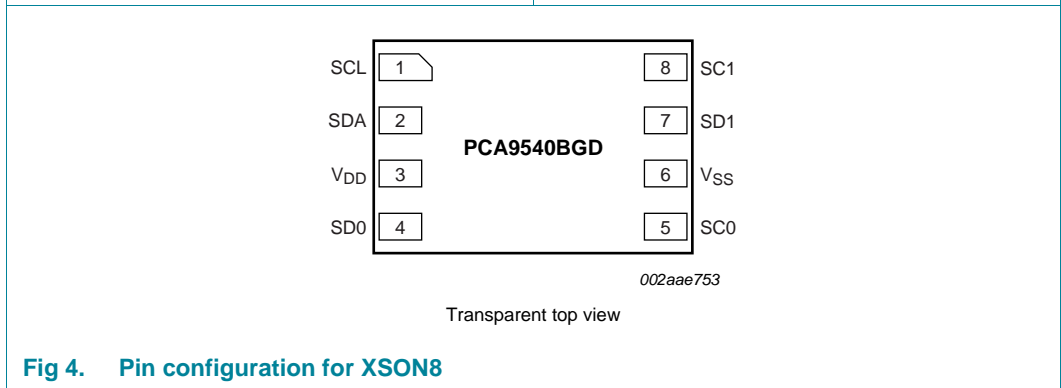 SCL 1 8 SC1
SDA 2 7 SD1
PCA9540BGD
VDD 3 6 VSS
SD0 4 5 SC0
002aae753
Transparent top view
Fig 4. Pin configuration for XSON8